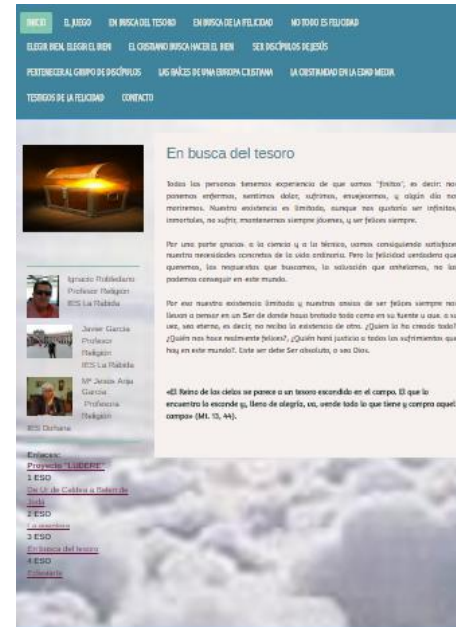 INICIO EL JUEGO EN BUSCA DEL TESORO EN BUSCA DE LA FELICIDAD NO TODO ES FELICIDAD
ELEGIR BIEN, ELEGIR EL BIEN EL CRISTIANO BUSCA HACER EL BIEN SER DISCÍPULOS DE JESÚS
PERTENECER AL GRUPO DE DISCÍPULOS LAS RAÍCES DE UNA EUROPA CRISTIANA LA CRISTIANDAD EN LA EDAD MEDIA
TESTIGOS DE LA FELICIDAD CONTACTO
En busca del tesoro
Todas las personas tenemos experiencia de que somos "finitos", es decir: nos
ponemos enfermos, sentimos dolor, sufrimos, envejecemos, y algún día no
moriremos. Nuestra existencia es limitada, aunque nos gustaría ser infinitos,
inmortales, no sufrir, mantenernos siempre jóvenes, y ser felices siempre.
Por una parte gracias a la ciencia y a la técnica, vamos consiguiendo satisfacer
nuestra necesidades concretas de la vida ordinaria. Pero la felicidad verdadera que
queremos, las respuestas que buscamos, la salvación que anhelamos, no las
podemos conseguir en este mundo.
Por eso nuestra existencia limitada y nuestras ansias de ser felices siempre nos
llevan a pensar en un Ser de donde haya brotado todo como en su fuente y que, a su
vez, sea eterno, es decir, no reciba la existencia de otro. ¿Quien lo ha creado todo?
¿Quién nos hace realmente felices?, ¿Quién hará justicia a todos los sufrimientos que
hay en este mundo?. Este ser debe Ser absoluto, o sea Dios.
«El Reino de los cielos se parece a un tesoro escondido en el campo. El que lo
encuentra lo esconde y, lleno de alegría, va, vende todo lo que tiene y compra aquel
campo» (Mt. 13, 44).
Ignacio Robledano
Profesor Religión
IES La Rábida
Javier García
Profesor
Religión
IES La Rábida
Mª Jesús Arija
García
Profesora
Religión
IES Doñana
Enlaces:
Proyecto "LUDERE"
1 ESO
De Ur de Caldea a Belén de
Judá
2 ESO
La
3 ESO
En busca del tesoro
4 ESO